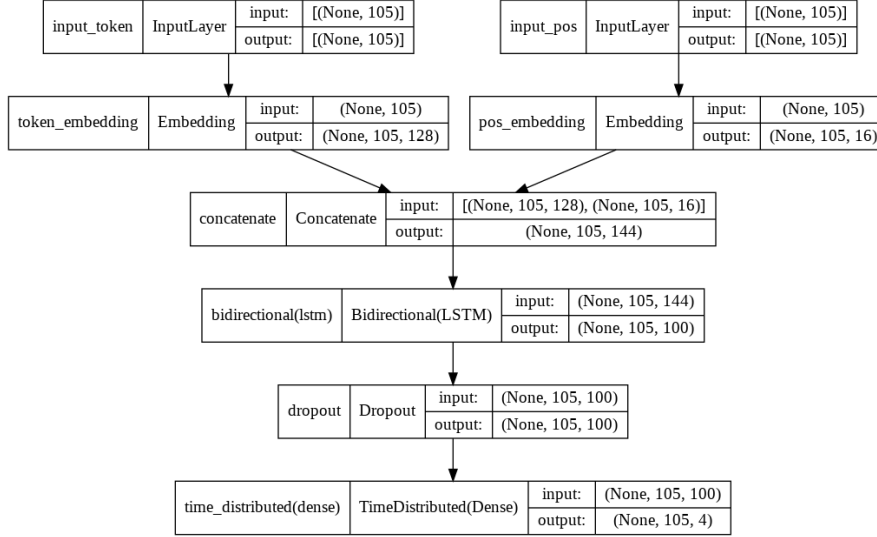 input_token InputLayer input: [(None, 105)]
output: [(None, 105)]
input_pos InputLayer input: [(None, 105)]
output: [(None, 105)]
token_embedding Embedding input: (None, 105)
output: (None, 105, 128)
pos_embedding Embedding input: (None, 105)
output: (None, 105, 16)
concatenate Concatenate input: [(None, 105, 128), (None, 105, 16)]
output: (None, 105, 144)
bidirectional(lstm) Bidirectional(LSTM) input: (None, 105, 144)
output: (None, 105, 100)
dropout Dropout input: (None, 105, 100)
output: (None, 105, 100)
time_distributed(dense) TimeDistributed(Dense) input: (None, 105, 100)
output: (None, 105, 4)